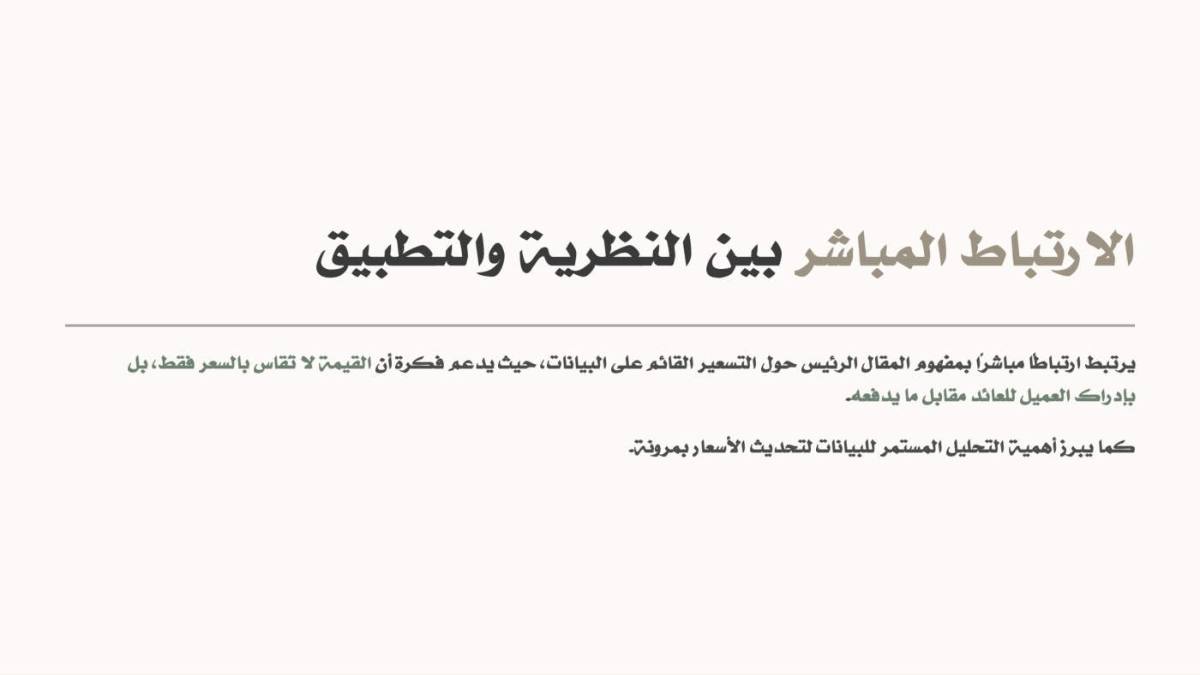 الارتباط المباشر بين النظرية والتطبيق
يرتبط ارتباطًا مباشرًا بمفهوم المقال الرئيس حول التسعير القائم على البيانات، حيث يدعم فكرة أن القيمة لا تقاس بالسعر فقط، بل
بإدراك العميل للعائد مقابل ما يدفعه.
كما يبرز أهمية التحليل المستمر للبيانات لتحديث الأسعار بمرونة.